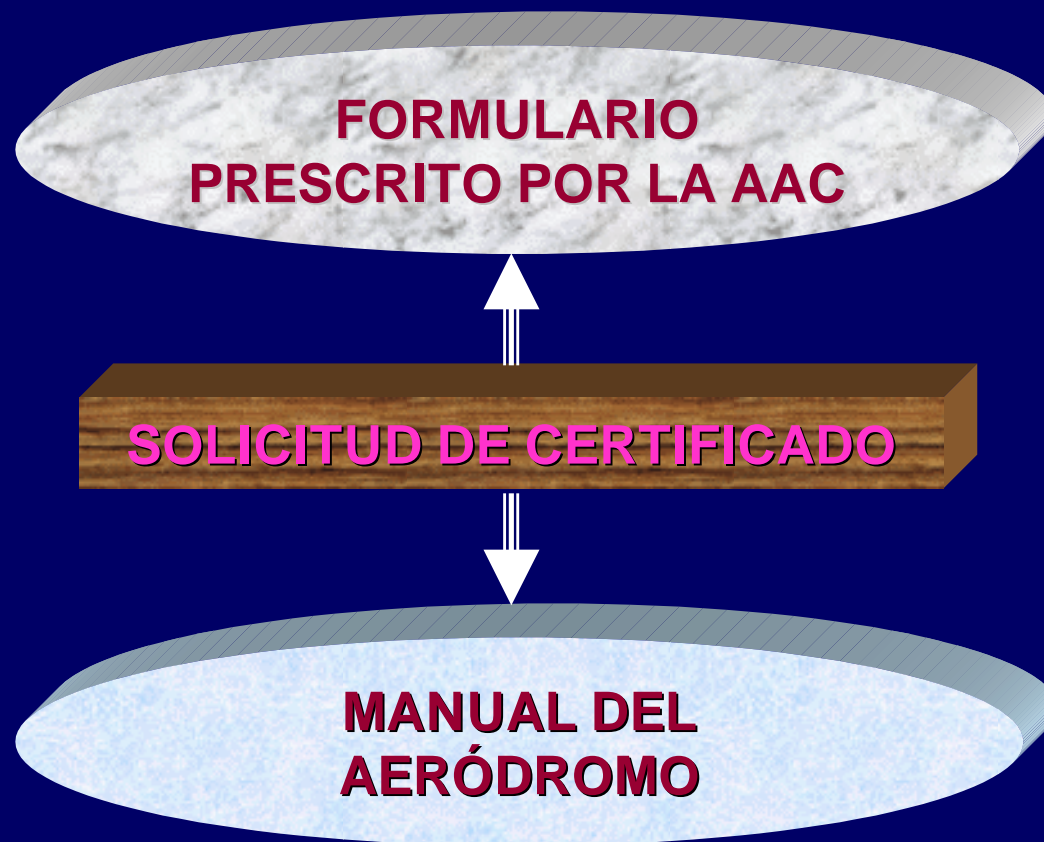 FORMULARIO
PRESCRITO POR LA AAC
SOLICITUD DE CERTIFICADO
MANUAL DEL
AERÓDROMO